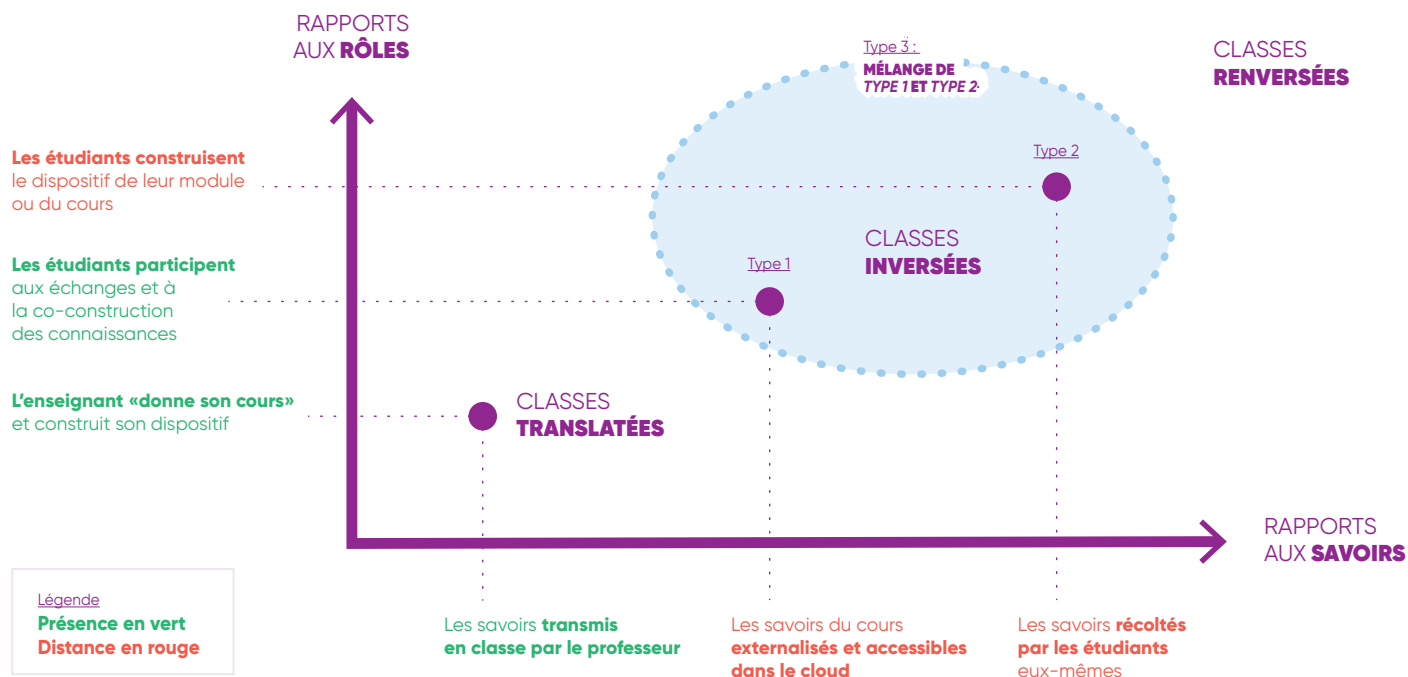 RAPPORTS
AUX RÔLES
Type 3 :
MÉLANGE DE
TYPE 1 ET TYPE 2
CLASSES
RENVERSÉES
Les étudiants construisent
le dispositif de leur module
ou du cours
Type 2
CLASSES
INVERSÉES
Les étudiants participent
aux échanges et à
la co-construction
des connaissances
Type 1
L'enseignant «donne son cours»
et construit son dispositif
CLASSES
TRANSLATÉES
RAPPORTS
AUX SAVOIRS
Légende
Présence en vert
Distance en rouge
Les savoirs transmis
en classe par le professeur
Les savoirs du cours
externalisés et accessibles
dans le cloud
Les savoirs récoltés
par les étudiants
eux-mêmes